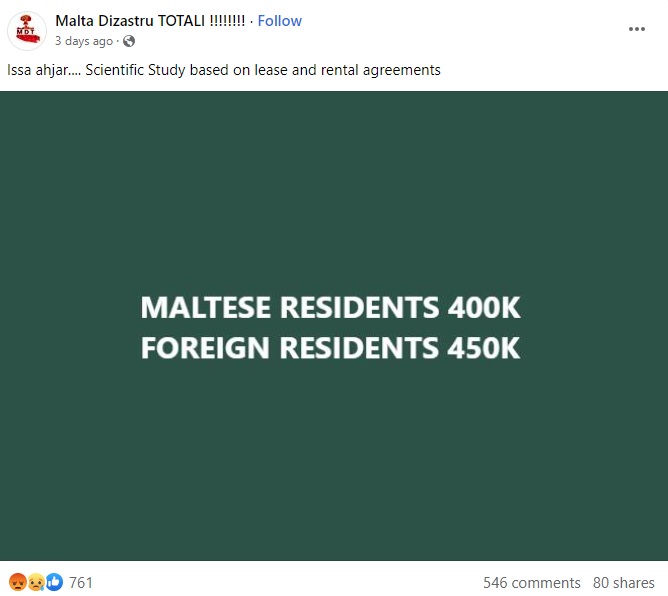 MDT
Malta Dizastru TOTALI !!!!!!!! · Follow
3 days ago ·
Issa ahjar.... Scientific Study based on lease and rental agreements
MALTESE RESIDENTS 400K
FOREIGN RESIDENTS 450K
761
546 comments 80 shares